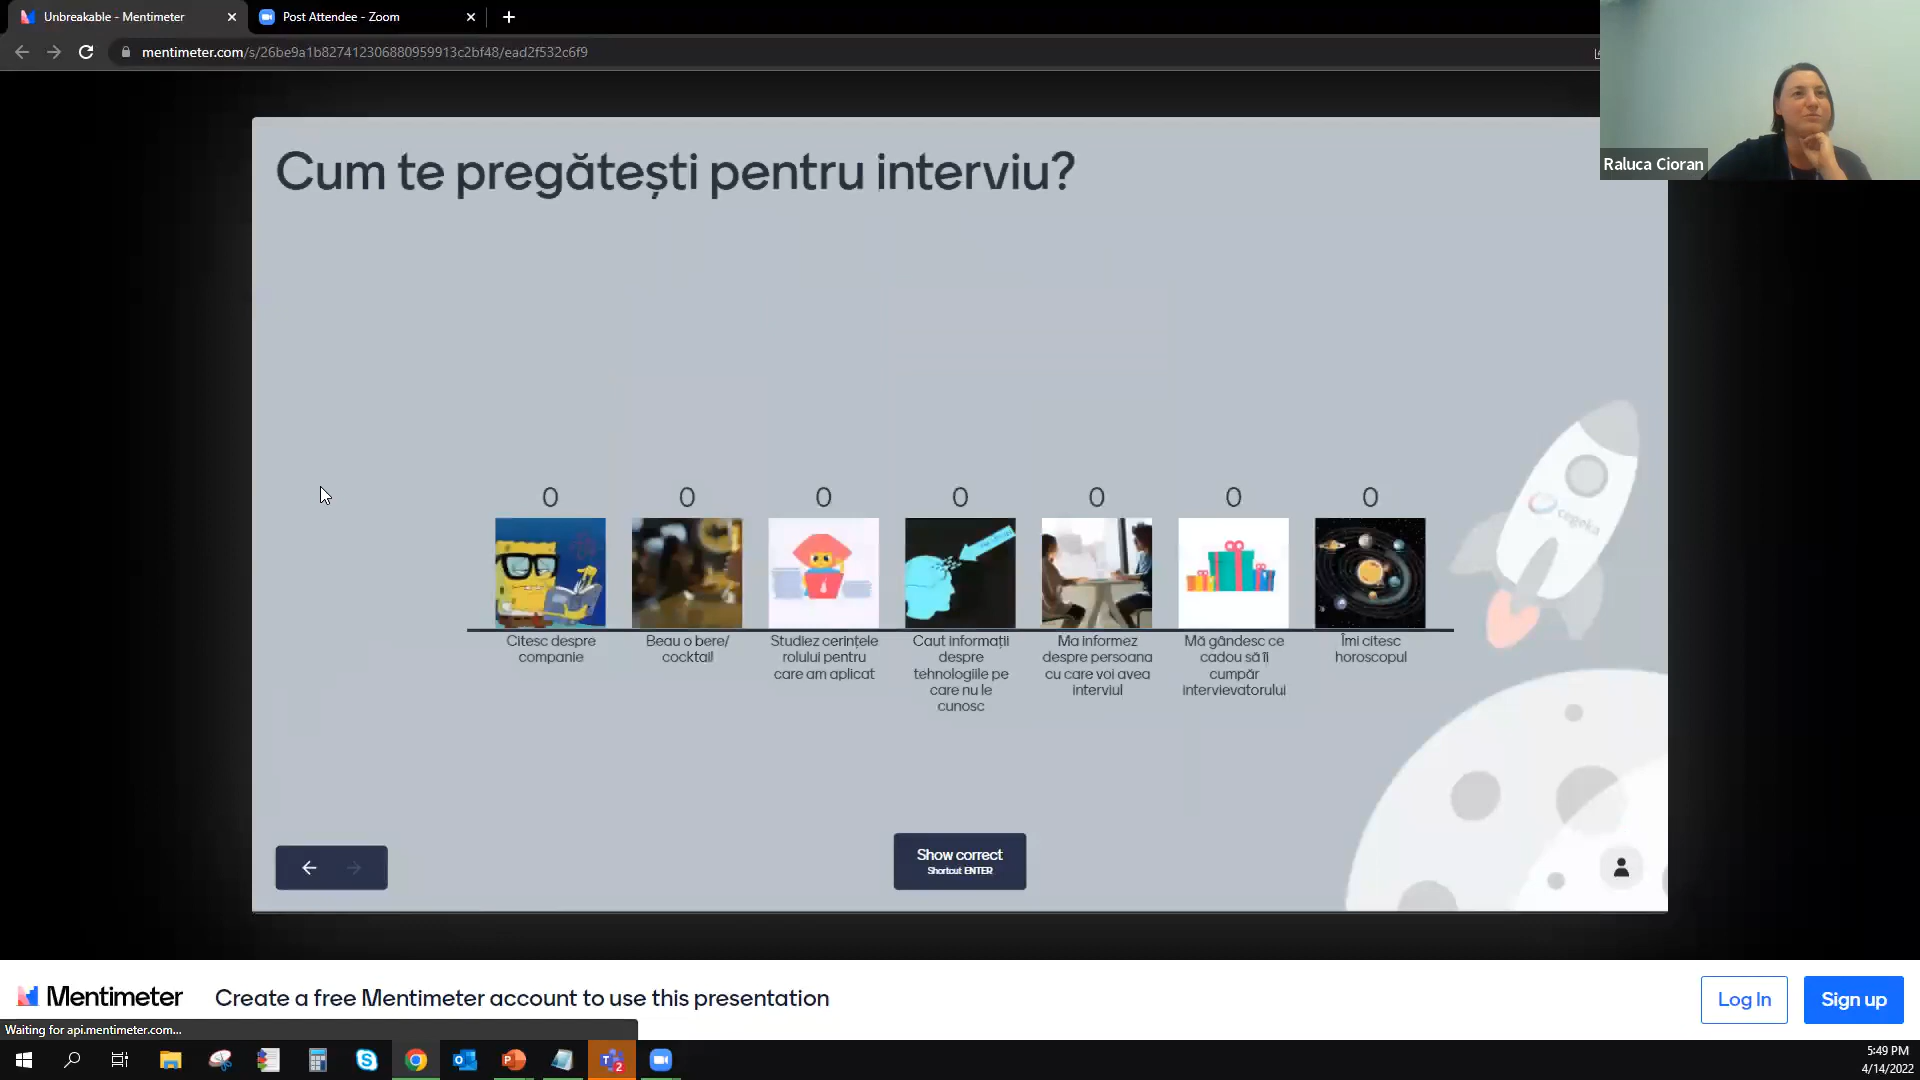 Unbreakable - Mentimeter
Post Attendee - Zoom
mentimeter.com/s/26be9a1b827412306880959913c2bf48/ead2f532c6f9
Raluca Cioran
Cum te pregătești pentru interviu?
0 0 0 0 0 0 0
Citesc despre
companie
Beau o bere/
cocktail
Studiez cerințele
rolului pentru
care am aplicat
Caut informații
despre
tehnologiile pe
care nu le
cunosc
Ma informez
despre persoana
cu care voi avea
interviul
Mă gândesc ce
cadou să îi
cumpăr
intervievatorului
Îmi citesc
horoscopul
cegeka
Show correct
Shortcut ENTER
Mentimeter
Create a free Mentimeter account to use this presentation
Log In
Sign up
Waiting for api.mentimeter.com...
5:49 PM
4/14/2022